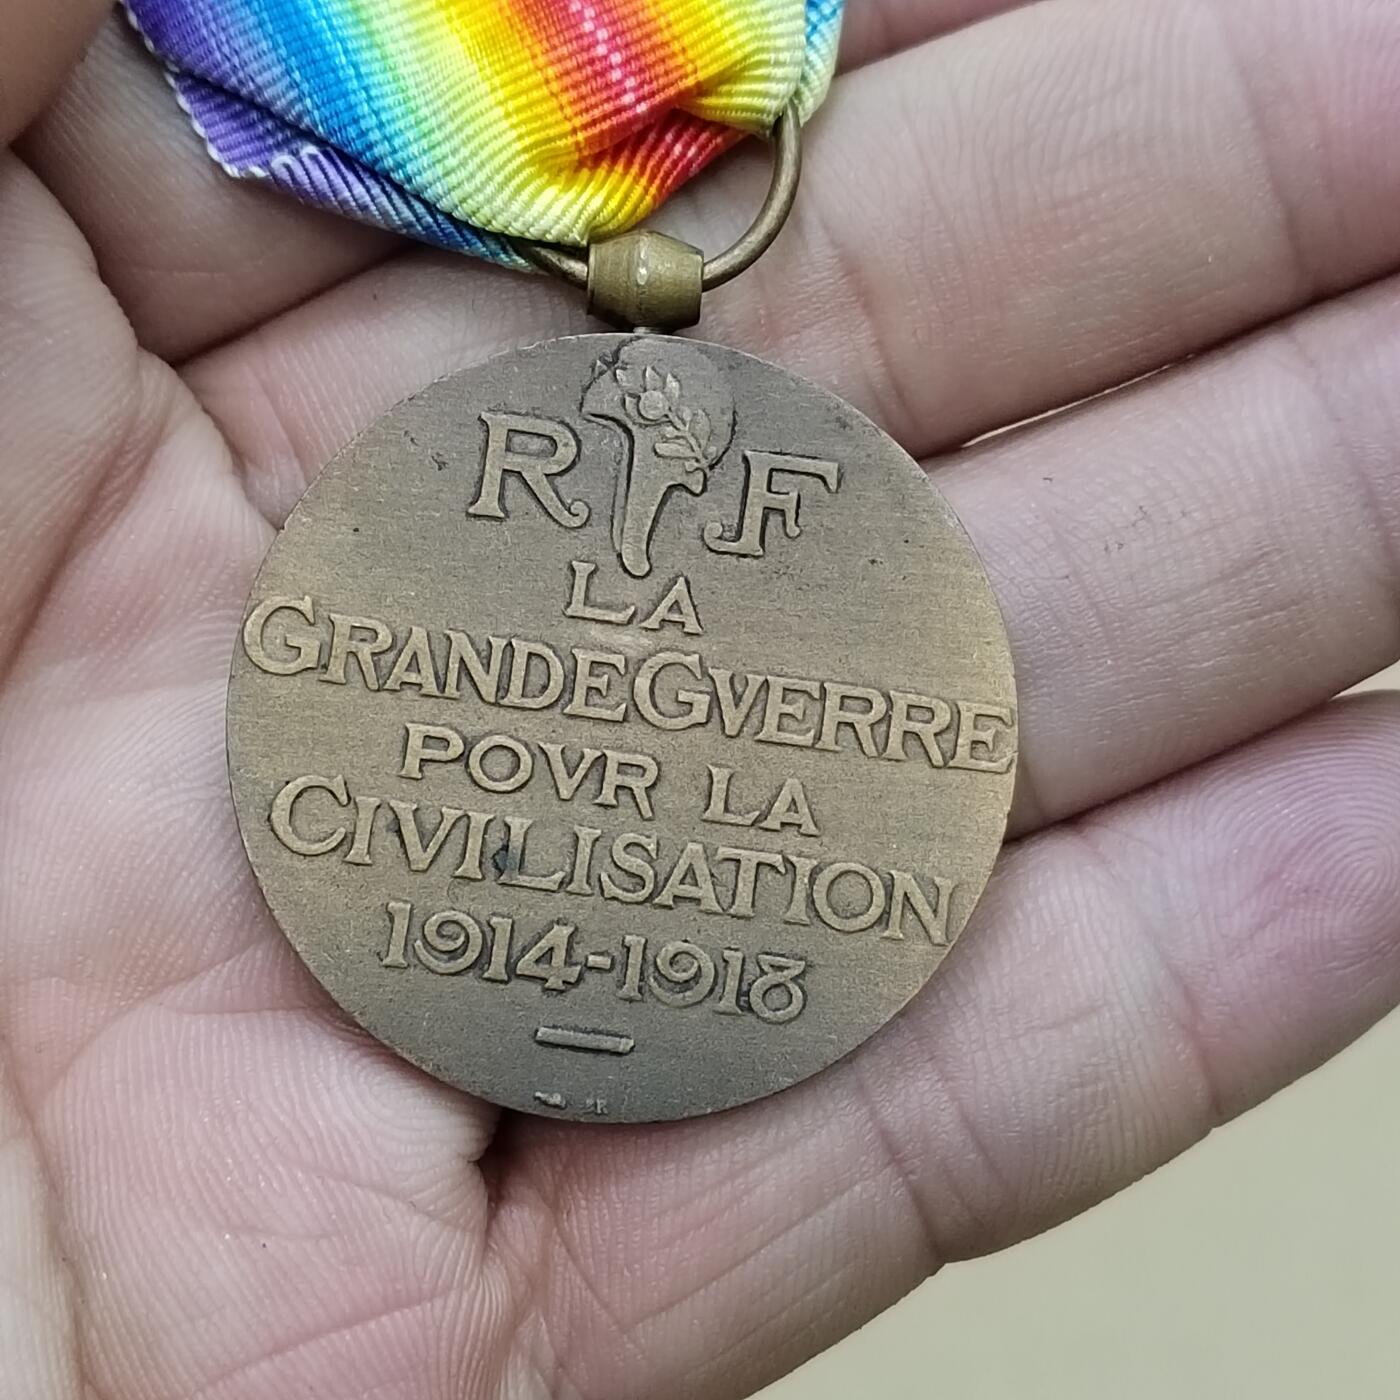 R F
LA
GRANDE GVERRE
POVR LA
CIVILISATION
1914-1918